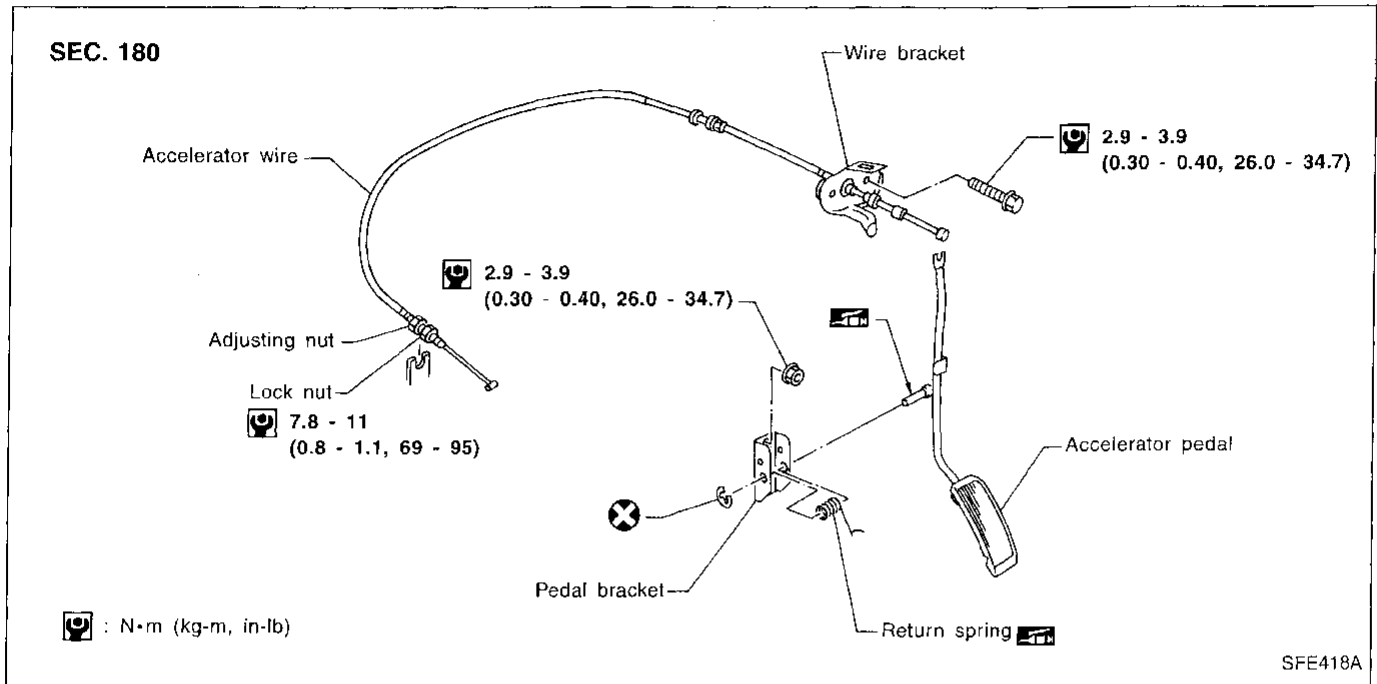 SEC. 180
Wire bracket
2.9 - 3.9
(0.30 - 0.40, 26.0 - 34.7)
Accelerator wire
2.9 - 3.9
(0.30 - 0.40, 26.0 - 34.7)
Adjusting nut
Lock nut
7.8 - 11
(0.8 - 1.1, 69 - 95)
Accelerator pedal
Pedal bracket
Return spring
: N•m (kg-m, in-lb)
SFE418A